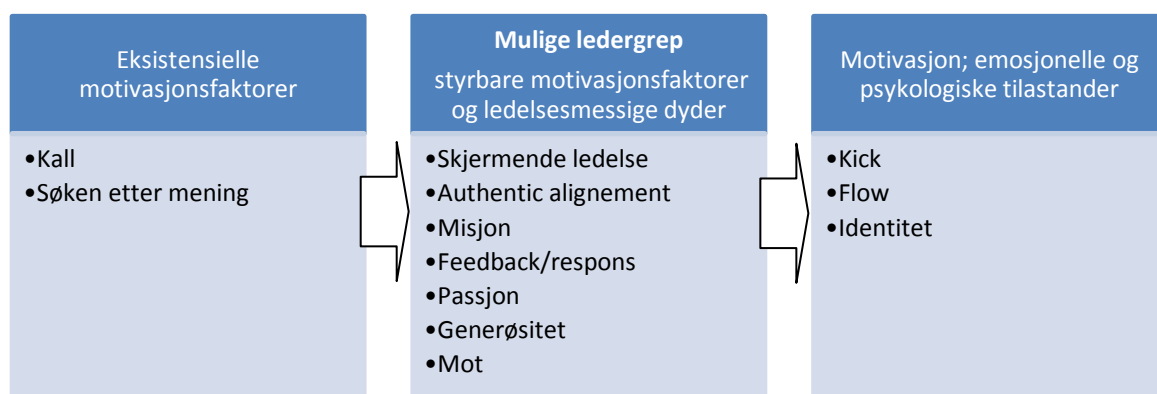 Eksistensielle
motivasjonsfaktorer
•Kall
•Søken etter mening
Mulige ledergrep
styrbare motivasjonsfaktorer
og ledelsesmessige dyder
•Skjermende ledelse
•Authentic alignement
•Misjon
•Feedback/respons
•Passjon
•Generøsitet
•Mot
Motivasjon; emosjonelle og
psykologiske tilastander
•Kick
•Flow
•Identitet